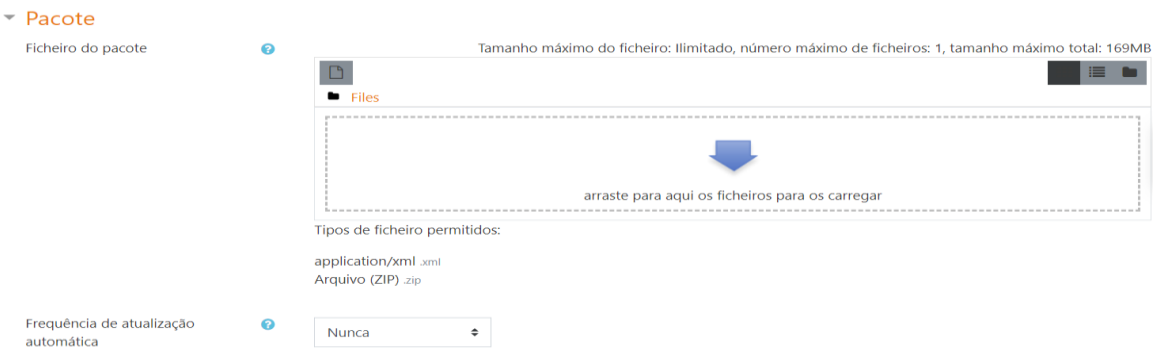 Pacote
Ficheiro do pacote
Tamanho máximo do ficheiro: Ilimitado, número máximo de ficheiros: 1, tamanho máximo total: 169MB
Files
arraste para aqui os ficheiros para os carregar
Tipos de ficheiro permitidos:
application/xml .xml
Arquivo (ZIP) .zip
Frequência de atualização
automática
Nunca